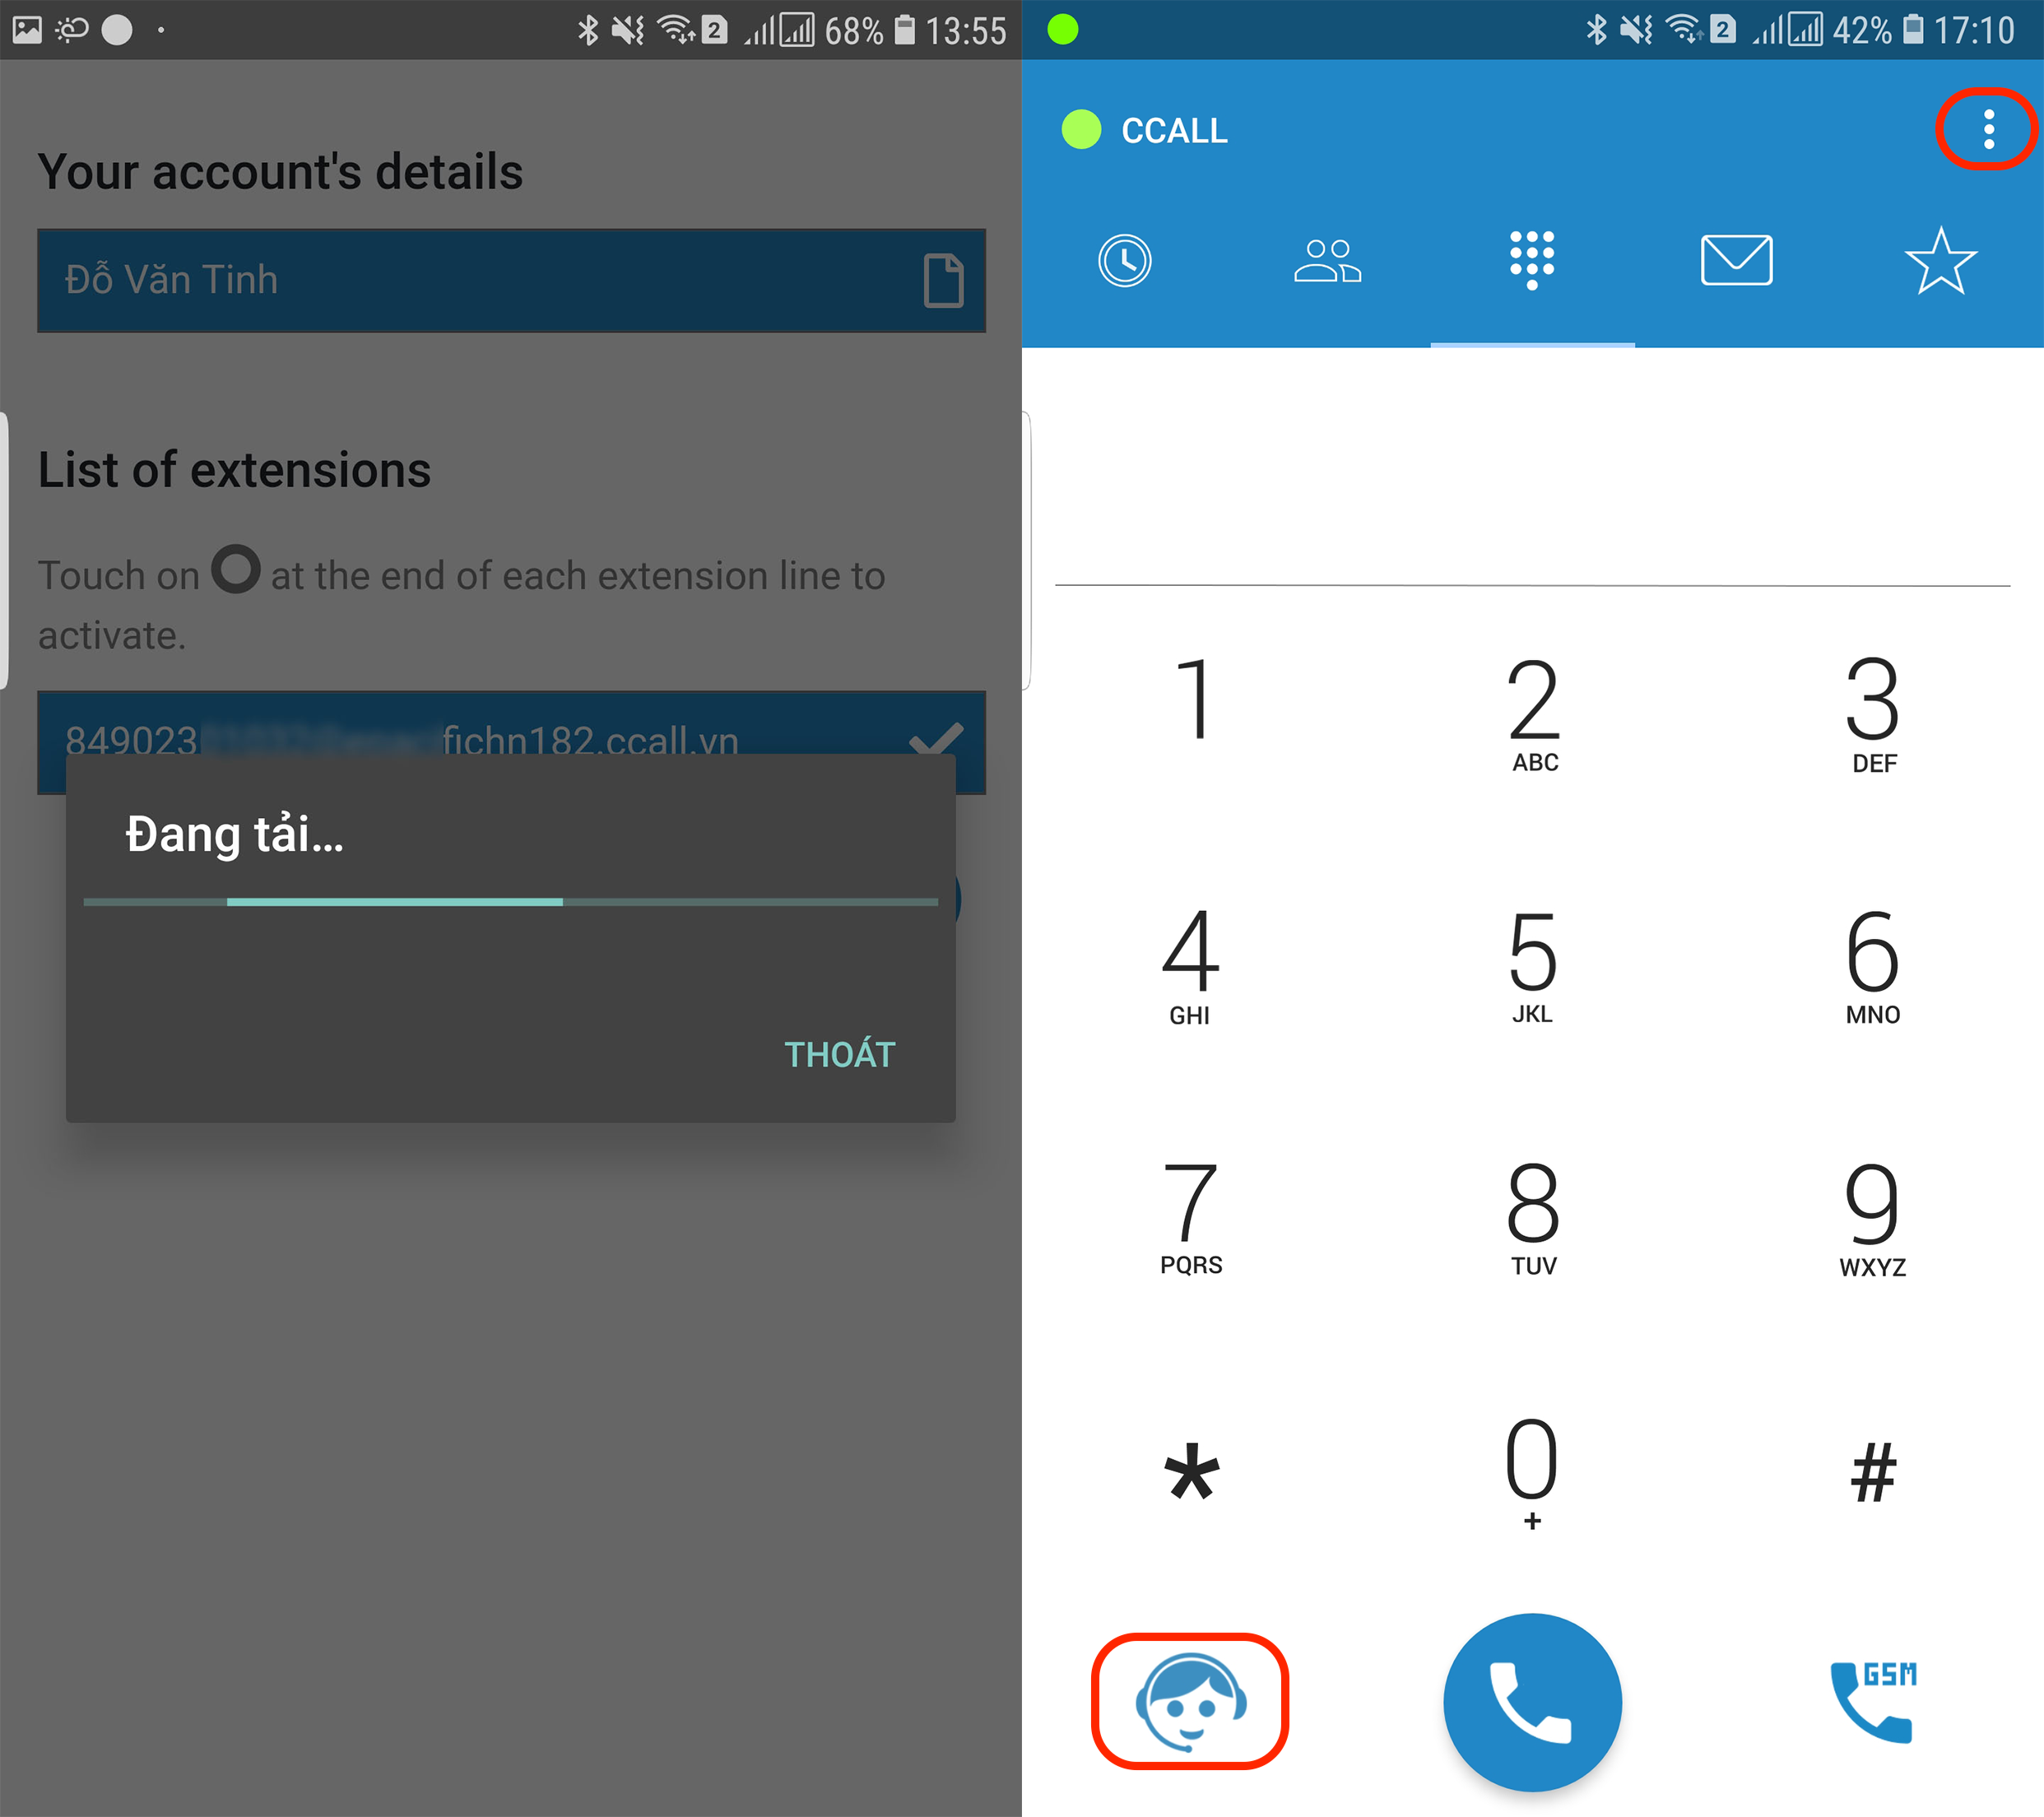 2 68% 13:55
Your account's details
Đỗ Văn Tinh
List of extensions
Touch on at the end of each extension line to
activate.
849023 fichn182.ccall.vn
Đang tải...
THOÁT
2 42% 17:10
CCALL
1 2 3
ABC DEF
4 5 6
GHI JKL MNO
7 8 9
PQRS TUV WXYZ
* 0 #
+
GSM